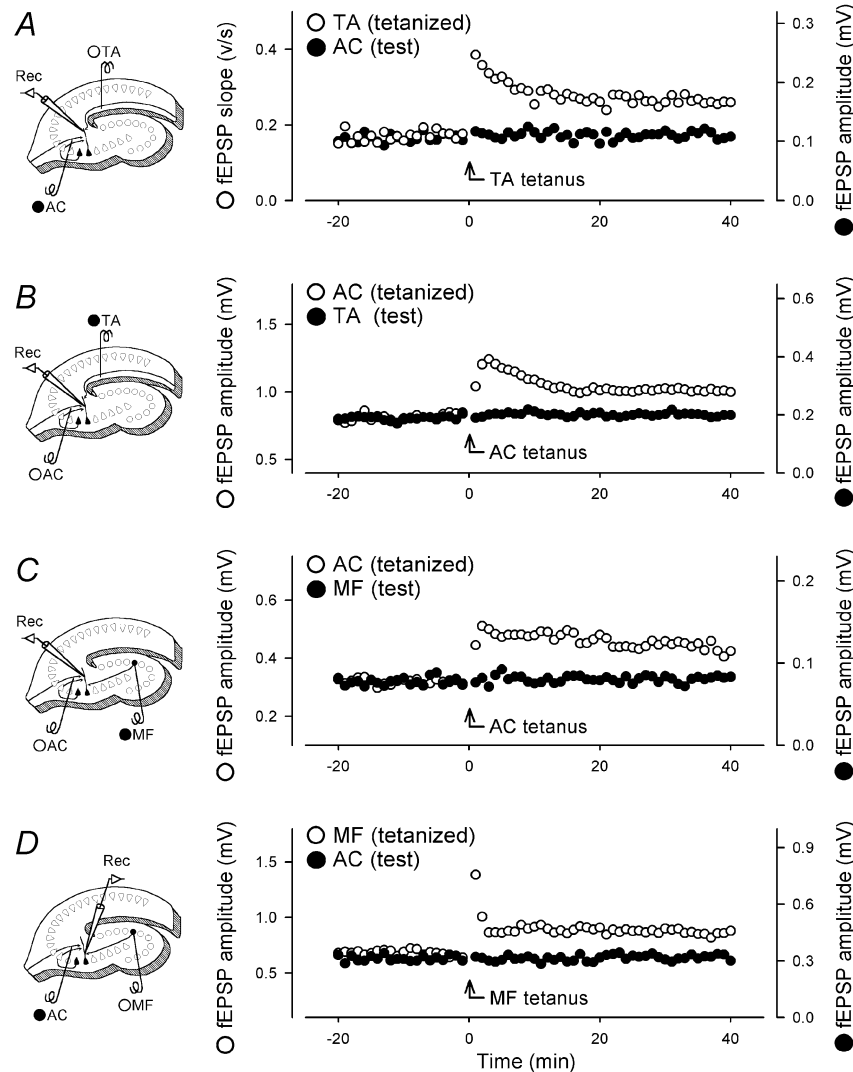 A
○TA
Rec
●AC
○ fEPSP slope (v/s)
0.4
0.2
0.0
○ TA (tetanized)
● AC (test)
TA tetanus
-20 0 20 40
0.3
0.2
0.1
0.0
● fEPSP amplitude (mV)
B
●TA
Rec
○AC
○ fEPSP amplitude (mV)
1.5
1.0
0.5
○ AC (tetanized)
● TA (test)
AC tetanus
-20 0 20 40
0.6
0.4
0.2
0.0
● fEPSP amplitude (mV)
C
Rec
○AC
●MF
○ fEPSP amplitude (mV)
0.6
0.4
0.2
○ AC (tetanized)
● MF (test)
AC tetanus
-20 0 20 40
0.2
0.1
0.0
● fEPSP amplitude (mV)
D
Rec
●AC
○MF
○ fEPSP amplitude (mV)
1.5
1.0
0.5
○ MF (tetanized)
● AC (test)
MF tetanus
-20 0 20 40
Time (min)
0.9
0.6
0.3
0.0
● fEPSP amplitude (mV)